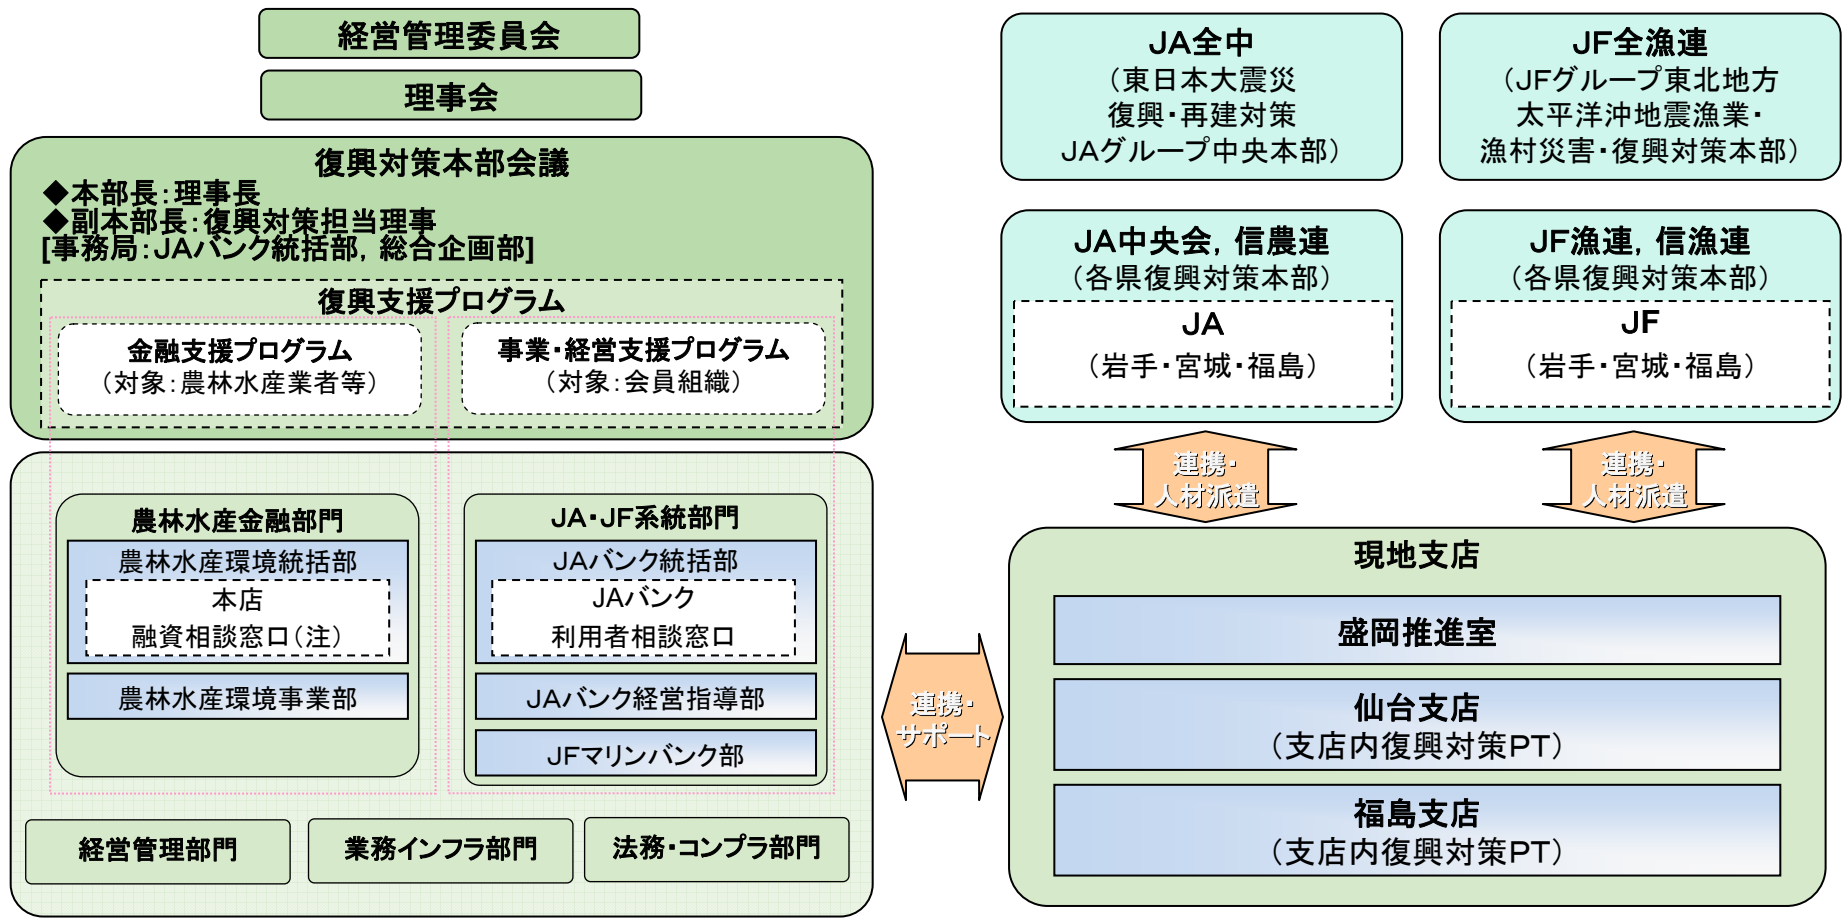 経営管理委員会
理事会
復興対策本部会議
◆本部長：理事長
◆副本部長：復興対策担当理事
[事務局：JAバンク統括部，総合企画部]
復興支援プログラム
金融支援プログラム
（対象：農林水産業者等）
事業・経営支援プログラム
（対象：会員組織）
農林水産金融部門
農林水産環境統括部
本店
融資相談窓口（注）
農林水産環境事業部
JA・JF系統部門
JAバンク統括部
JAバンク
利用者相談窓口
JAバンク経営指導部
JFマリンバンク部
経営管理部門
業務インフラ部門
法務・コンプラ部門
連携・
サポート
JA全中
（東日本大震災
復興・再建対策
JAグループ中央本部）
JF全漁連
（JFグループ東北地方
太平洋沖地震漁業・
漁村災害・復興対策本部）
JA中央会，信農連
（各県復興対策本部）
JA
（岩手・宮城・福島）
JF漁連，信漁連
（各県復興対策本部）
JF
（岩手・宮城・福島）
連携・
人材派遣
連携・
人材派遣
現地支店
盛岡推進室
仙台支店
（支店内復興対策PT）
福島支店
（支店内復興対策PT）